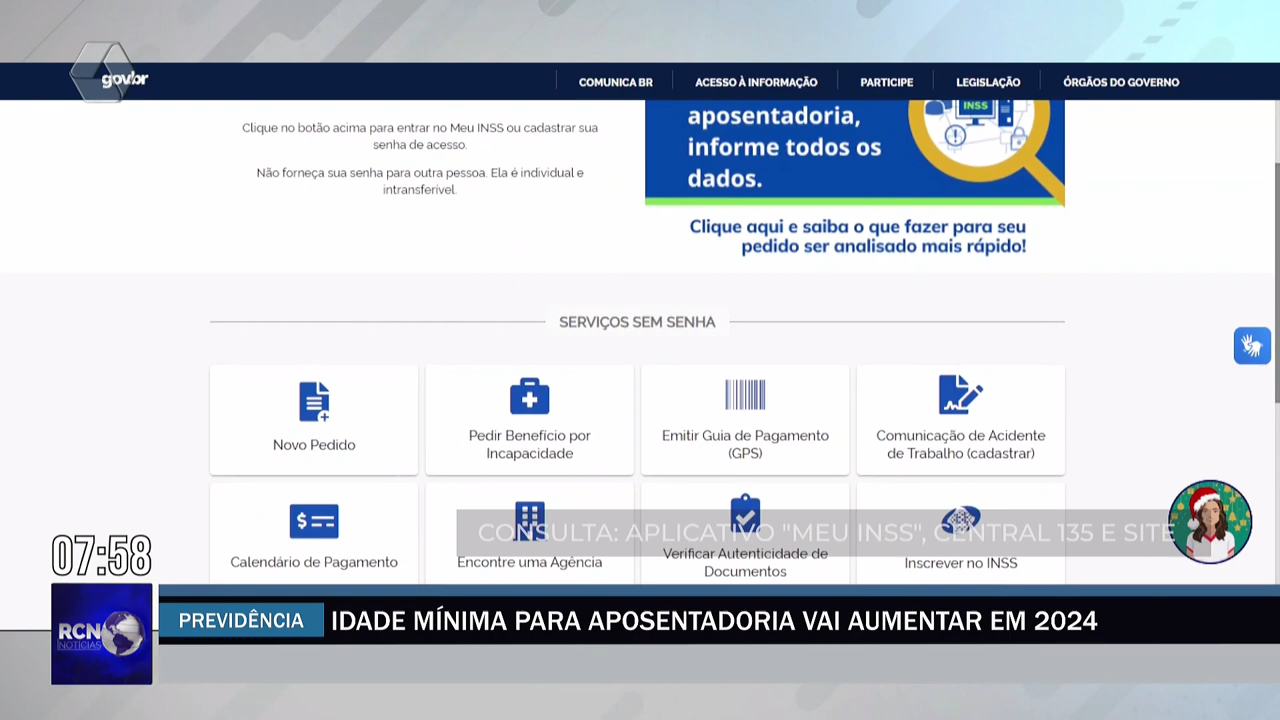 gov.br
COMUNICA BR
ACESSO À INFORMAÇÃO
PARTICIPE
LEGISLAÇÃO
ÓRGÃOS DO GOVERNO
Clique no botão acima para entrar no Meu INSS ou cadastrar sua
senha de acesso.
Não forneça sua senha para outra pessoa. Ela é individual e
intransferível.
aposentadoria,
informe todos os
dados.
INSS
Clique aqui e saiba o que fazer para seu
pedido ser analisado mais rápido!
SERVIÇOS SEM SENHA
Novo Pedido
Pedir Benefício por
Incapacidade
Emitir Guia de Pagamento
(GPS)
Comunicação de Acidente
de Trabalho (cadastrar)
Calendário de Pagamento
Encontre uma Agência
Verificar Autenticidade de
Documentos
Inscrever no INSS
CONSULTA: APLICATIVO "MEU INSS", CENTRAL 135 E SITE
07:58
RCN
NOTÍCIAS
PREVIDÊNCIA
IDADE MÍNIMA PARA APOSENTADORIA VAI AUMENTAR EM 2024